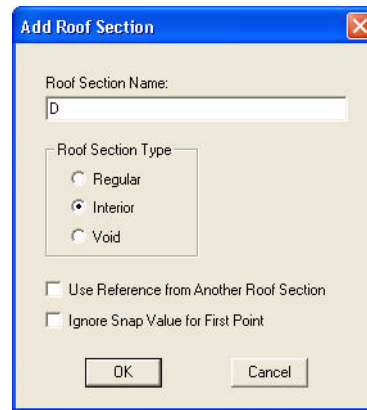 Add Roof Section
Roof Section Name:
D
Roof Section Type
Regular
Interior
Void
Use Reference from Another Roof Section
Ignore Snap Value for First Point
OK
Cancel